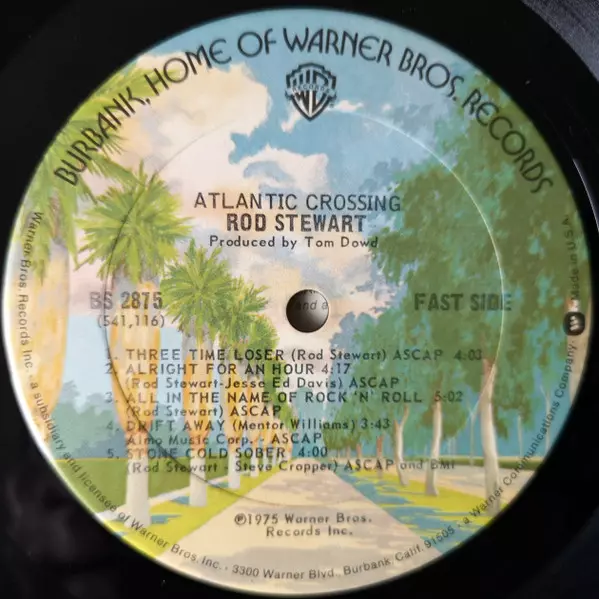 BURBANK, HOME OF WARNER BROS. RECORDS
RECORDS
ATLANTIC CROSSING
ROD STEWART
Produced by Tom Dowd
BS 2875
FAST SIDE
(541,116)
1. THREE TIME LOSER (Rod Stewart) ASCAP 4:03
2. ALRIGHT FOR AN HOUR 4:17
(Rod Stewart-Jesse Ed Davis) ASCAP
3. ALL IN THE NAME OF ROCK 'N' ROLL 5:02
(Rod Stewart) ASCAP
4. DRIFT AWAY (Mentor Williams) 3:43
Almo Music Corp. ASCAP
5. STONE COLD SOBER 4:00
(Rod Stewart - Steve Cropper) ASCAP and BMI
℗1975 Warner Bros.
Records Inc.
Warner Bros. Records Inc. - a subsidiary and licensee of Warner Bros. Inc. - 3300 Warner Blvd., Burbank, Calif. 91505 - a Warner Communications Company
Made in U.S.A.